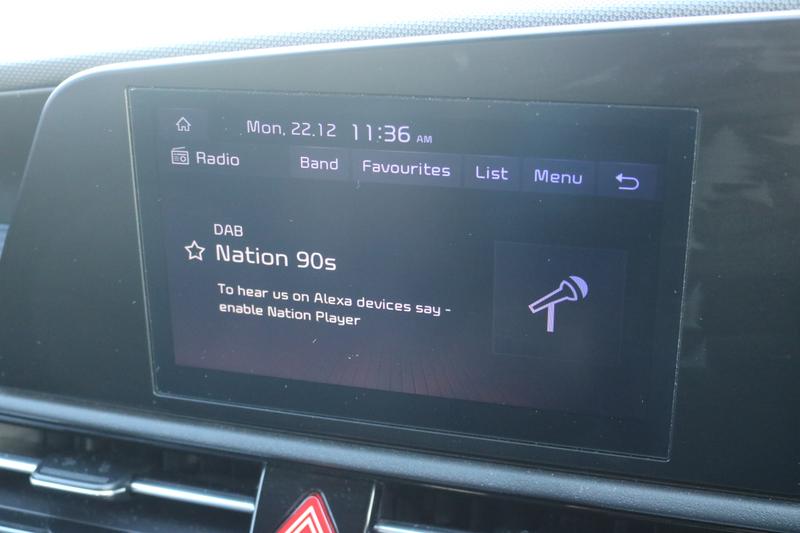 Mon, 22.12 11:36 AM
Radio Band Favourites List Menu
DAB
Nation 90s
To hear us on Alexa devices say -
enable Nation Player